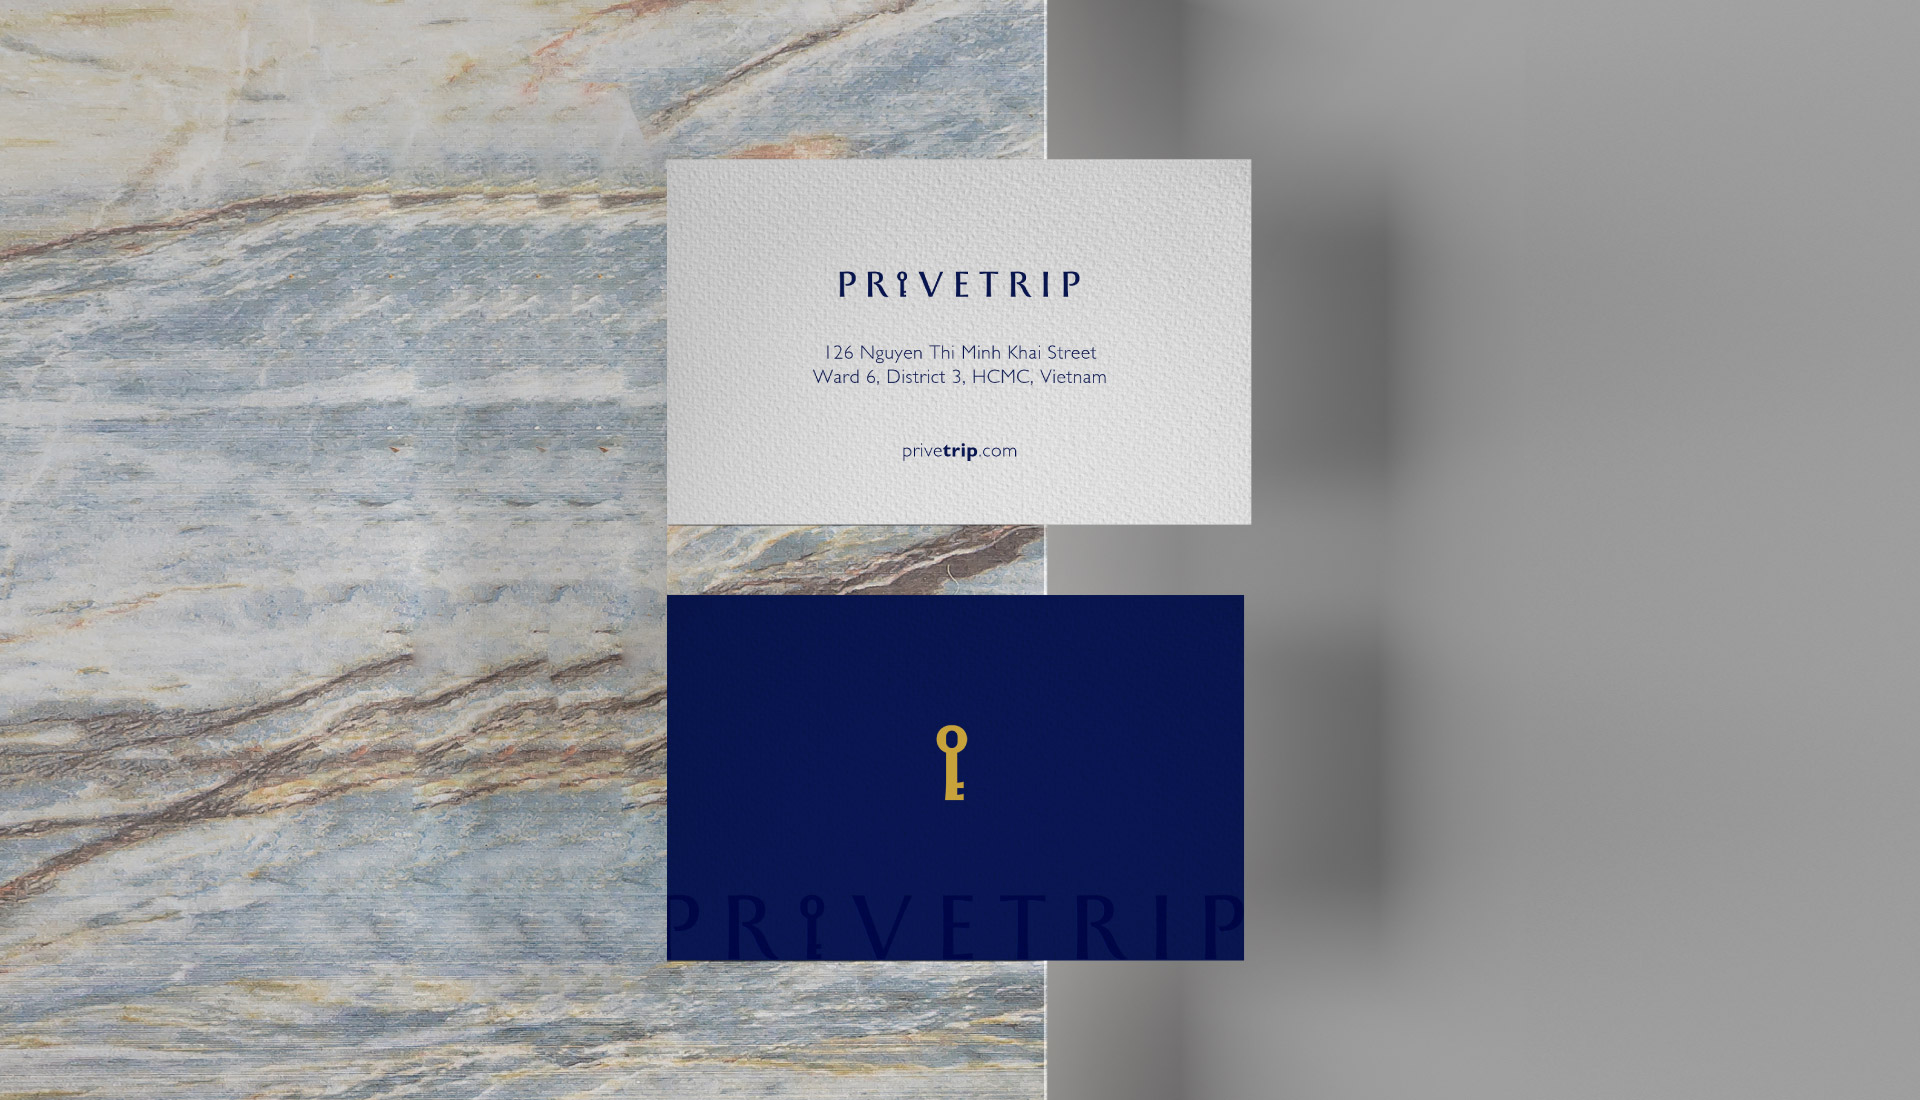 PRIVETRIP
126 Nguyen Thi Minh Khai Street
Ward 6, District 3, HCMC, Vietnam
privetrip.com
PRIVETRIP